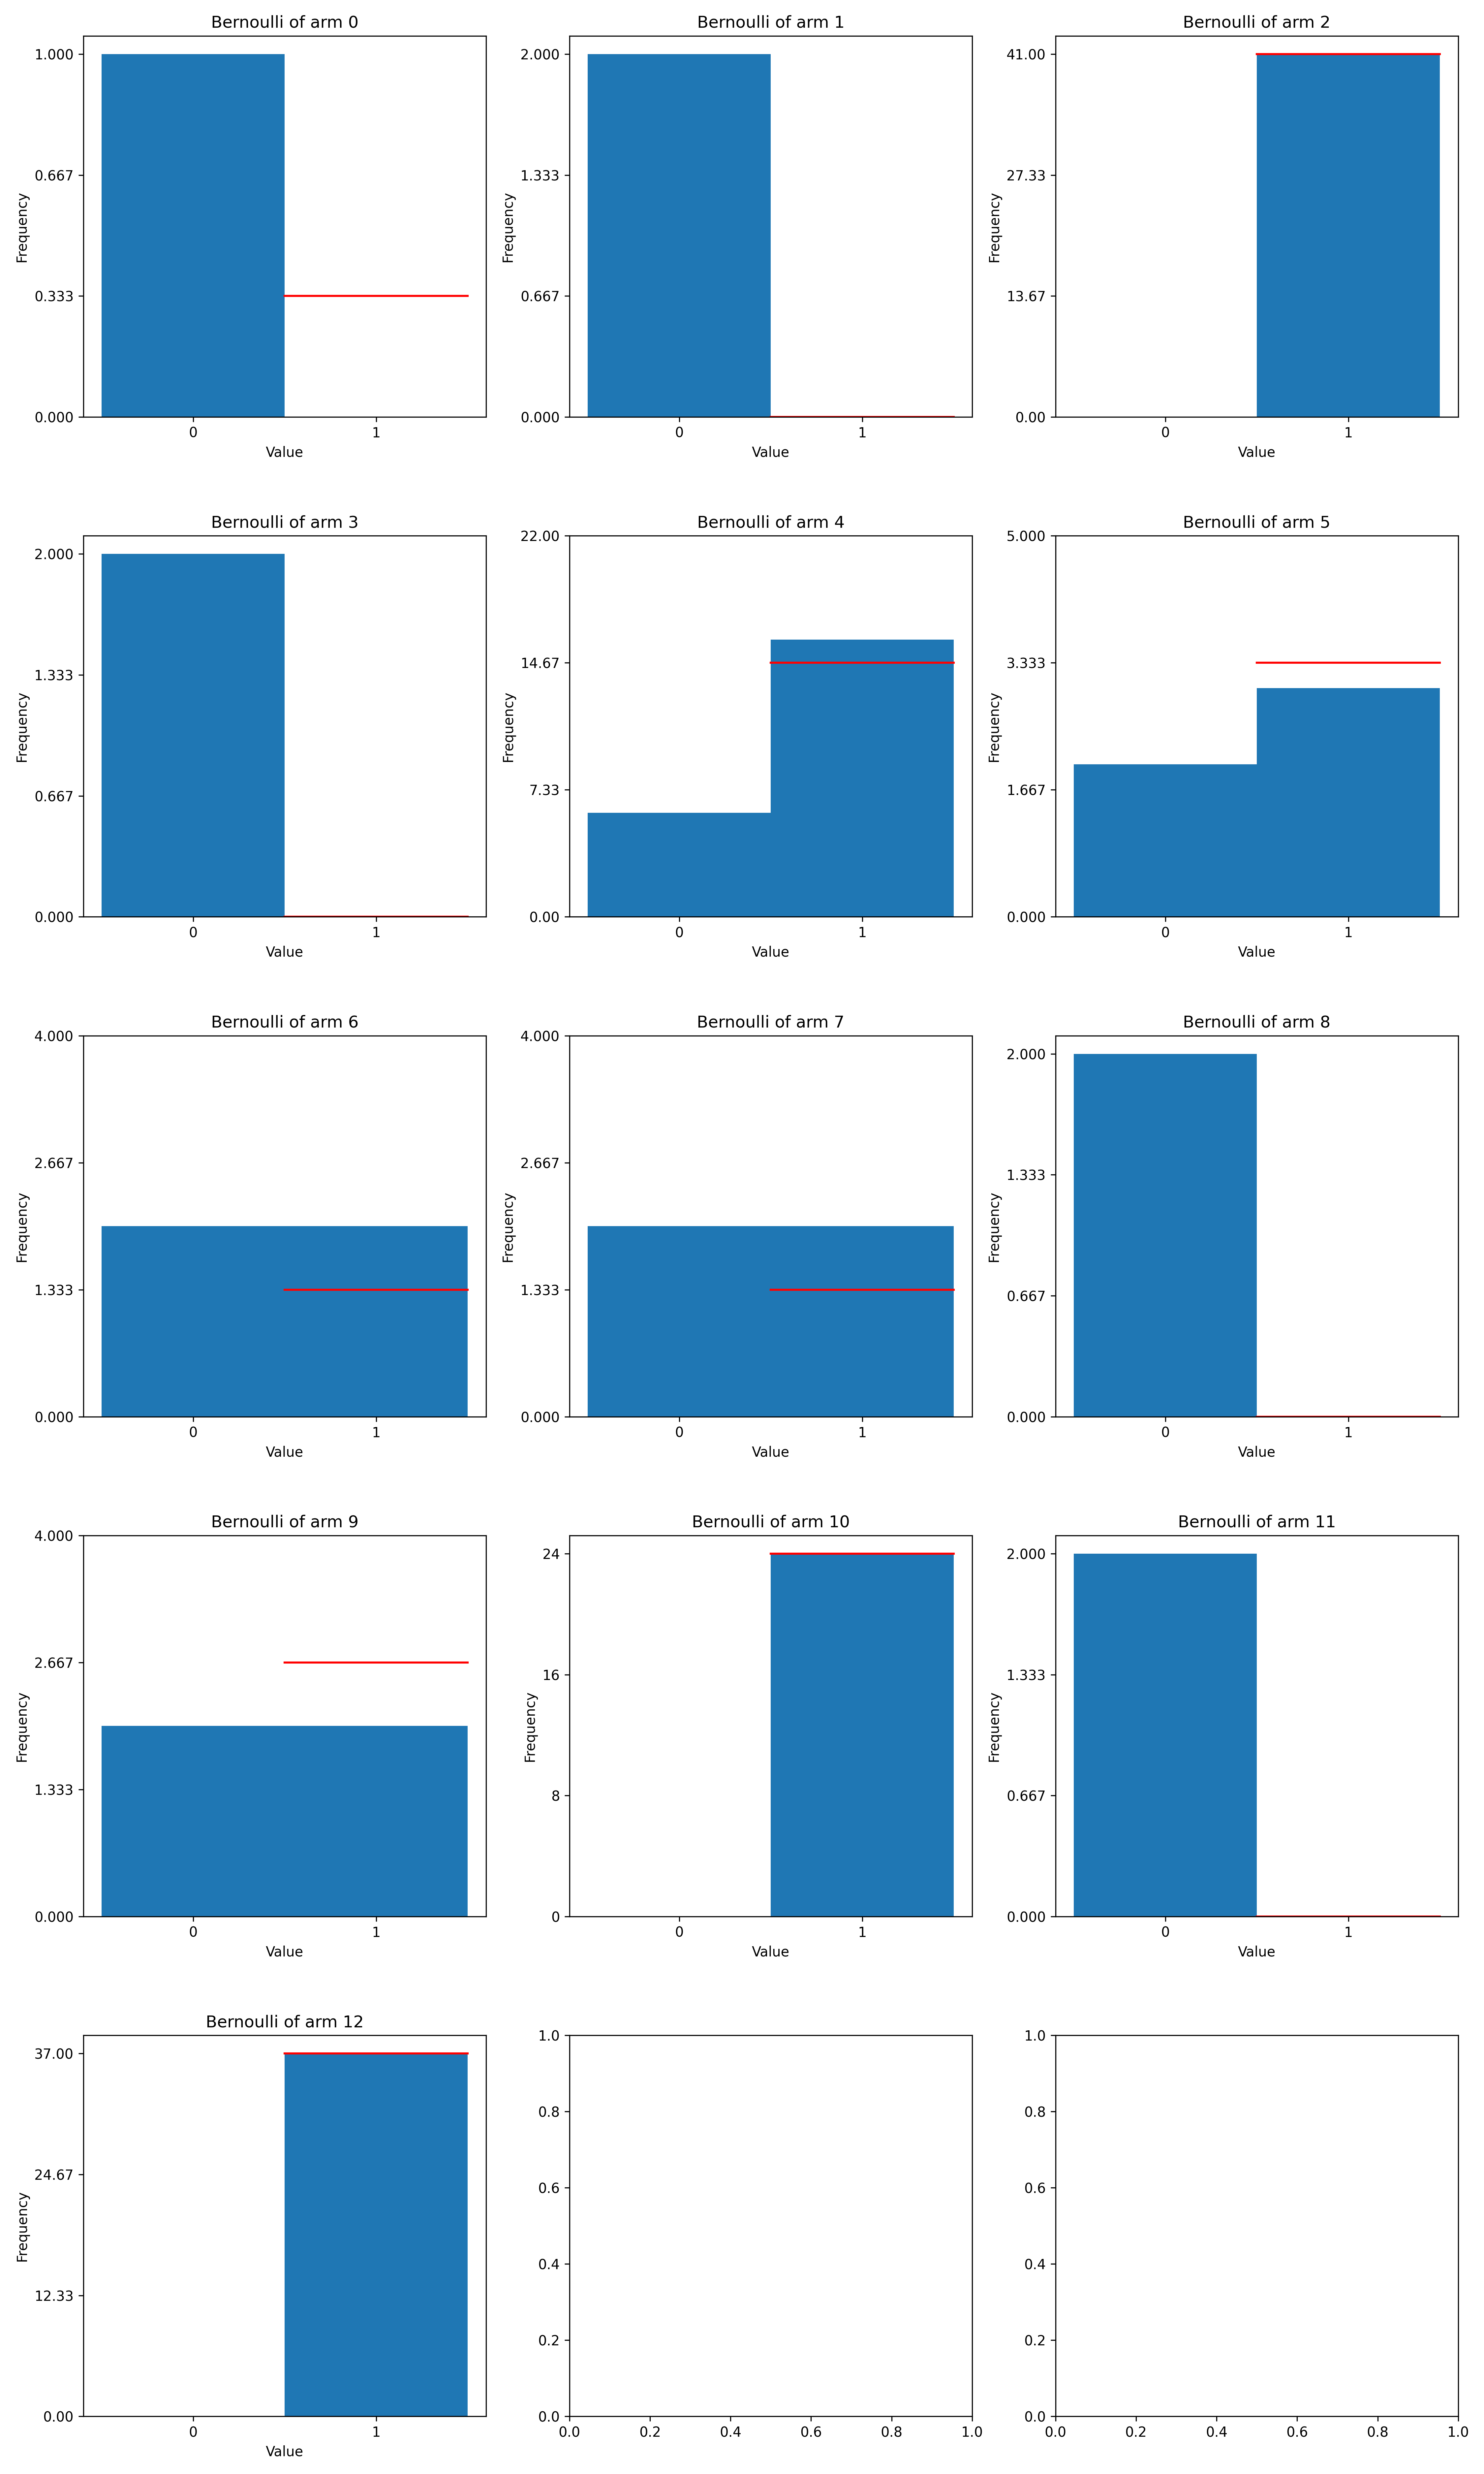 Bernoulli of arm 0
1.000
0.667
0.333
0.000
Frequency
0 1
Value
Bernoulli of arm 1
2.000
1.333
0.667
0.000
Frequency
0 1
Value
Bernoulli of arm 2
41.00
27.33
13.67
0.00
Frequency
0 1
Value
Bernoulli of arm 3
2.000
1.333
0.667
0.000
Frequency
0 1
Value
Bernoulli of arm 4
22.00
14.67
7.33
0.00
Frequency
0 1
Value
Bernoulli of arm 5
5.000
3.333
1.667
0.000
Frequency
0 1
Value
Bernoulli of arm 6
4.000
2.667
1.333
0.000
Frequency
0 1
Value
Bernoulli of arm 7
4.000
2.667
1.333
0.000
Frequency
0 1
Value
Bernoulli of arm 8
2.000
1.333
0.667
0.000
Frequency
0 1
Value
Bernoulli of arm 9
4.000
2.667
1.333
0.000
Frequency
0 1
Value
Bernoulli of arm 10
24
16
8
0
Frequency
0 1
Value
Bernoulli of arm 11
2.000
1.333
0.667
0.000
Frequency
0 1
Value
Bernoulli of arm 12
37.00
24.67
12.33
0.00
Frequency
0 1
Value
1.0
0.8
0.6
0.4
0.2
0.0
0.0 0.2 0.4 0.6 0.8 1.0
1.0
0.8
0.6
0.4
0.2
0.0
0.0 0.2 0.4 0.6 0.8 1.0